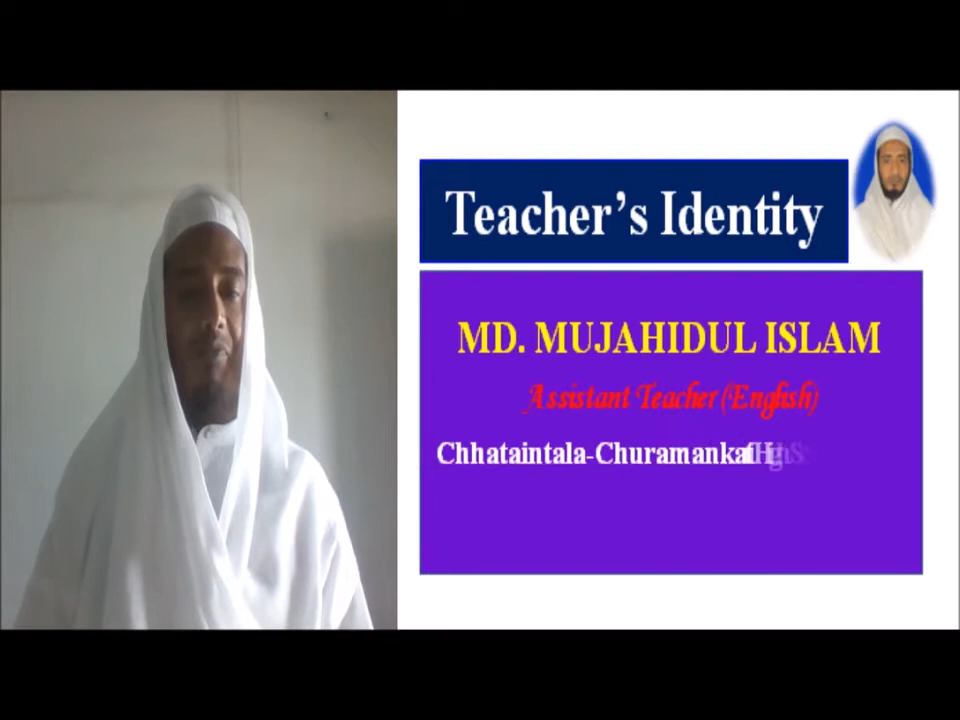 Teacher's Identity
MD. MUJAHIDUL ISLAM
Assistant Teacher (English)
Chhataintala-Churamankati